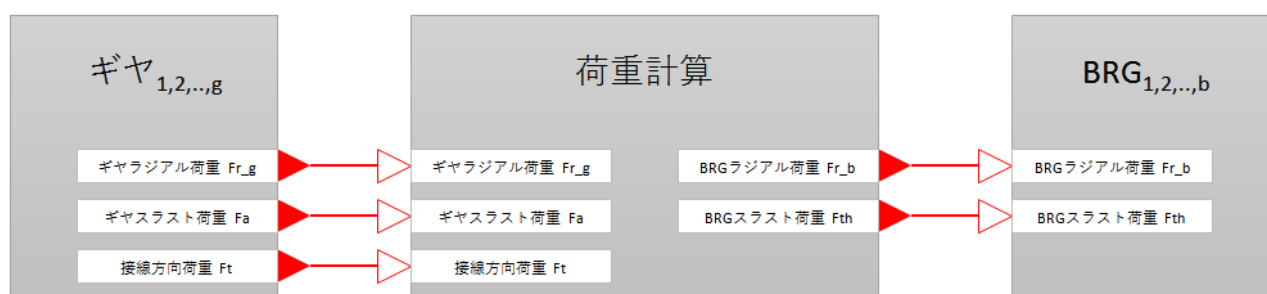 ギヤ1,2,..,g
荷重計算
BRG1,2,..,b
ギヤラジアル荷重 Fr_g
ギヤラジアル荷重 Fr_g
BRGラジアル荷重 Fr_b
BRGラジアル荷重 Fr_b
ギヤスラスト荷重 Fa
ギヤスラスト荷重 Fa
BRGスラスト荷重 Fth
BRGスラスト荷重 Fth
接線方向荷重 Ft
接線方向荷重 Ft